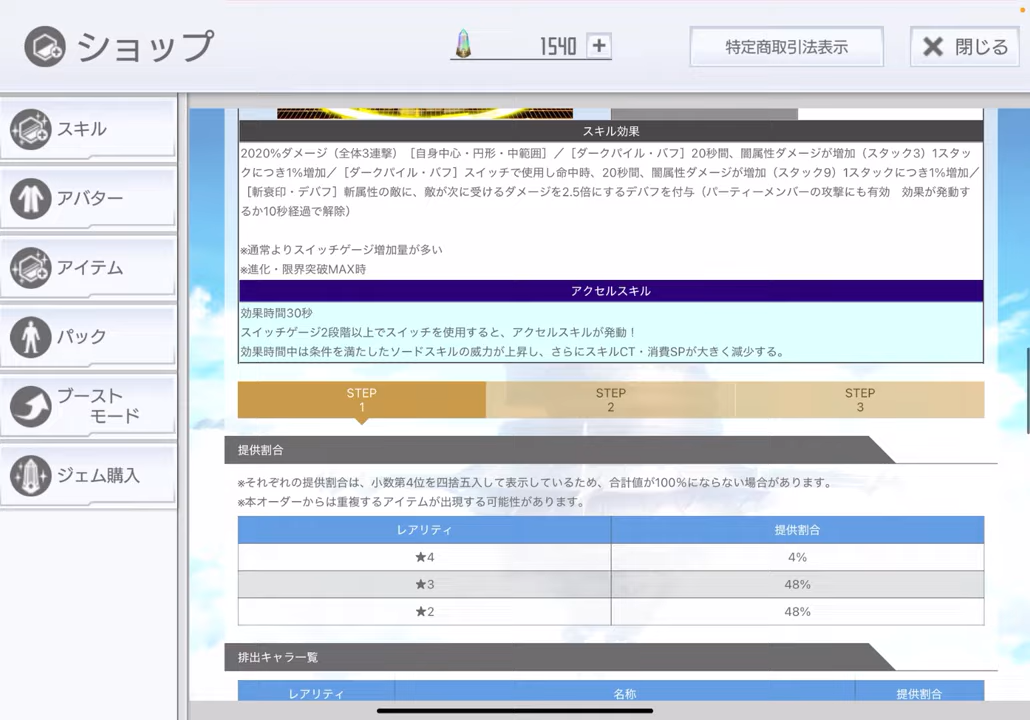 ショップ
1540
特定商取引法表示
閉じる
スキル
アバター
アイテム
パック
ブースト
モード
ジェム購入
スキル効果
2020%ダメージ（全体3連撃）［自身中心・円形・中範囲］／［ダークパイル・バフ］20秒間、闇属性ダメージが増加（スタック3）1スタッ
クにつき1%増加／［ダークパイル・バフ］スイッチで使用し命中時、20秒間、闇属性ダメージが増加（スタック9）1スタックにつき1%増加／
［斬衰印・デバフ］斬属性の敵に、敵が次に受けるダメージを2.5倍にするデバフを付与（パーティーメンバーの攻撃にも有効　効果が発動す
るか10秒経過で解除）
※通常よりスイッチゲージ増加量が多い
※進化・限界突破MAX時
アクセルスキル
効果時間30秒
スイッチゲージ2段階以上でスイッチを使用すると、アクセルスキルが発動！
効果時間中は条件を満たしたソードスキルの威力が上昇し、さらにスキルCT・消費SPが大きく減少する。
STEP
1
STEP
2
STEP
3
提供割合
※それぞれの提供割合は、小数第4位を四捨五入して表示しているため、合計値が100%にならない場合があります。
※本オーダーからは重複するアイテムが出現する可能性があります。
レアリティ 提供割合
★4 4%
★3 48%
★2 48%
排出キャラ一覧
レアリティ 名称 提供割合